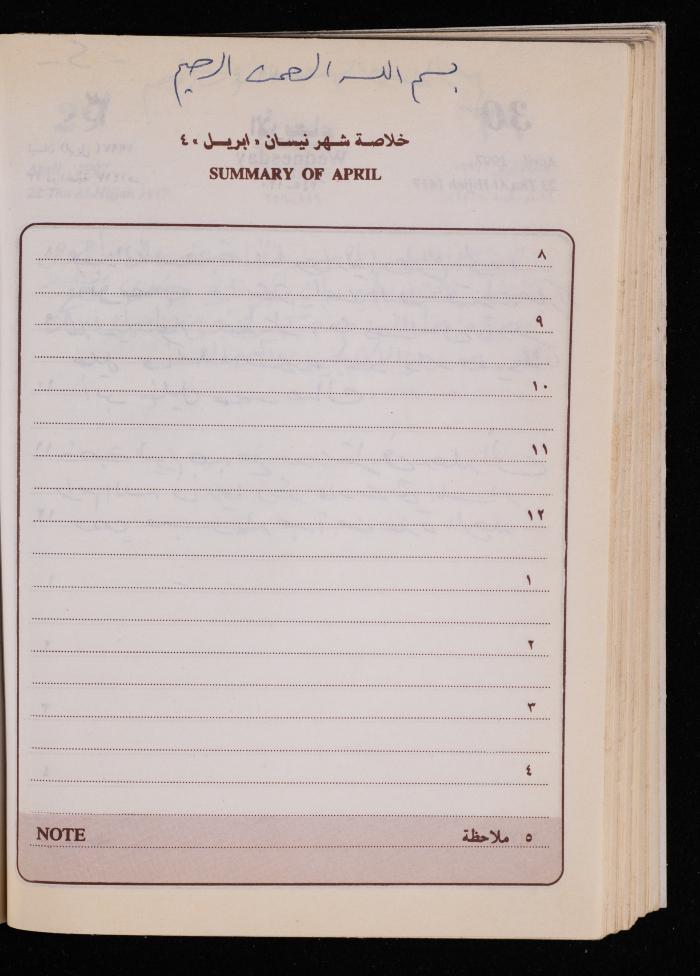 بسم الله الرحمن الرحيم
خلاصة شهر نيسان «ابريل» ٤
SUMMARY OF APRIL
٨
٩
١٠
١١
١٢
١
٢
٣
٤
NOTE ٥ ملاحظة